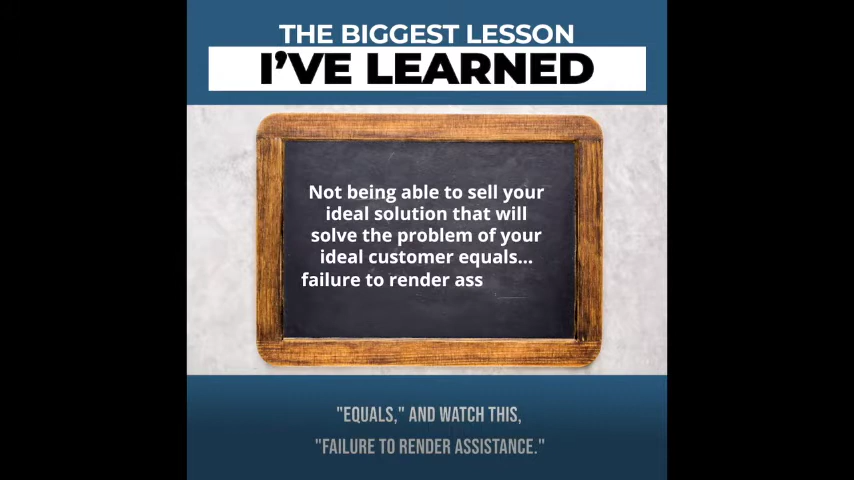 THE BIGGEST LESSON
I'VE LEARNED
Not being able to sell your
ideal solution that will
solve the problem of your
ideal customer equals...
failure to render ass
"EQUALS," AND WATCH THIS,
"FAILURE TO RENDER ASSISTANCE."